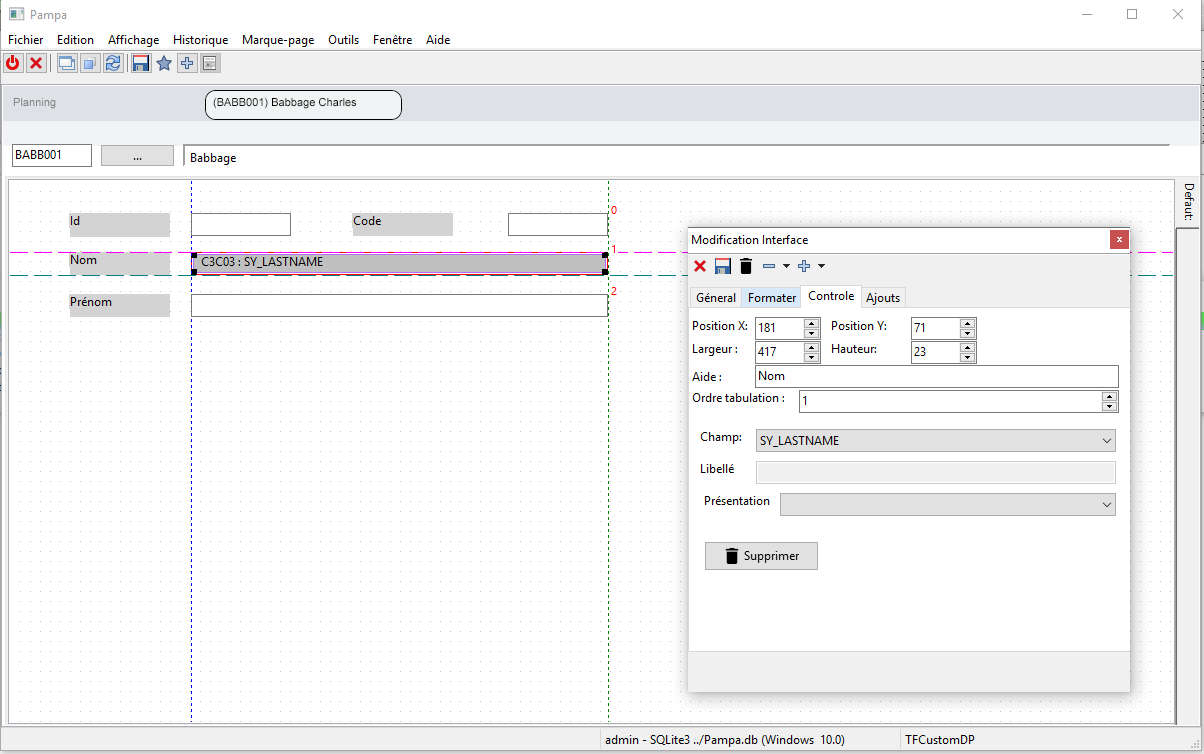 Pampa
Fichier Edition Affichage Historique Marque-page Outils Fenêtre Aide
Planning (BABB001) Babbage Charles
BABB001 ... Babbage
Defaut:
Id Code 0
Nom C3C03 : SY_LASTNAME 1
Prénom 2
Modification Interface x
Géneral Formater Controle Ajouts
Position X: 181 Position Y: 71
Largeur : 417 Hauteur: 23
Aide : Nom
Ordre tabulation : 1
Champ: SY_LASTNAME
Libellé
Présentation
Supprimer
admin - SQLite3 ../Pampa.db (Windows 10.0) TFCustomDP